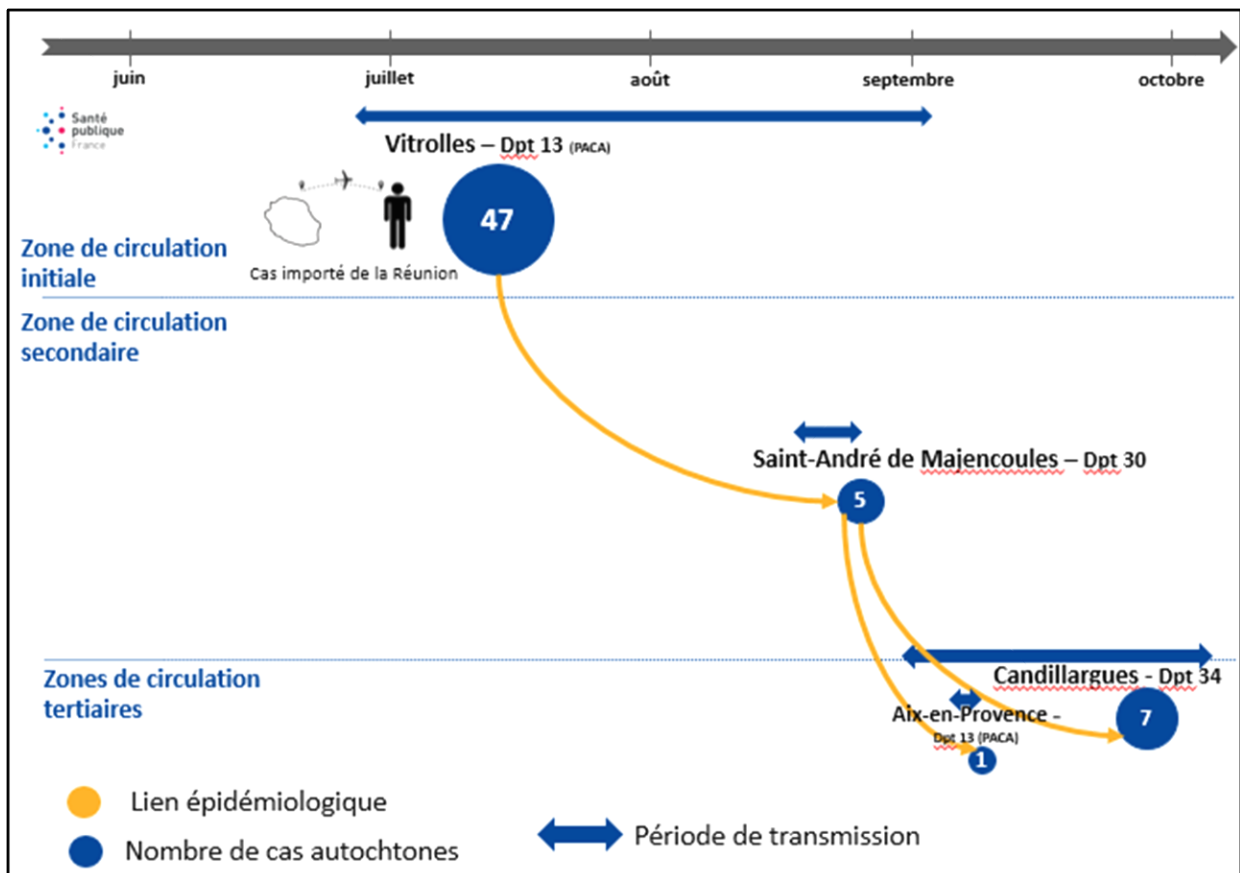 juin
juillet
août
septembre
octobre
Santé
publique
France
Vitrolles – Dpt 13 (PACA)
47
Cas importé de la Réunion
Zone de circulation
initiale
Zone de circulation
secondaire
Saint-André de Majencoules – Dpt 30
5
Zones de circulation
tertiaires
Candillargues - Dpt 34
7
Aix-en-Provence -
Dpt 13 (PACA)
1
Lien épidémiologique
Nombre de cas autochtones
Période de transmission